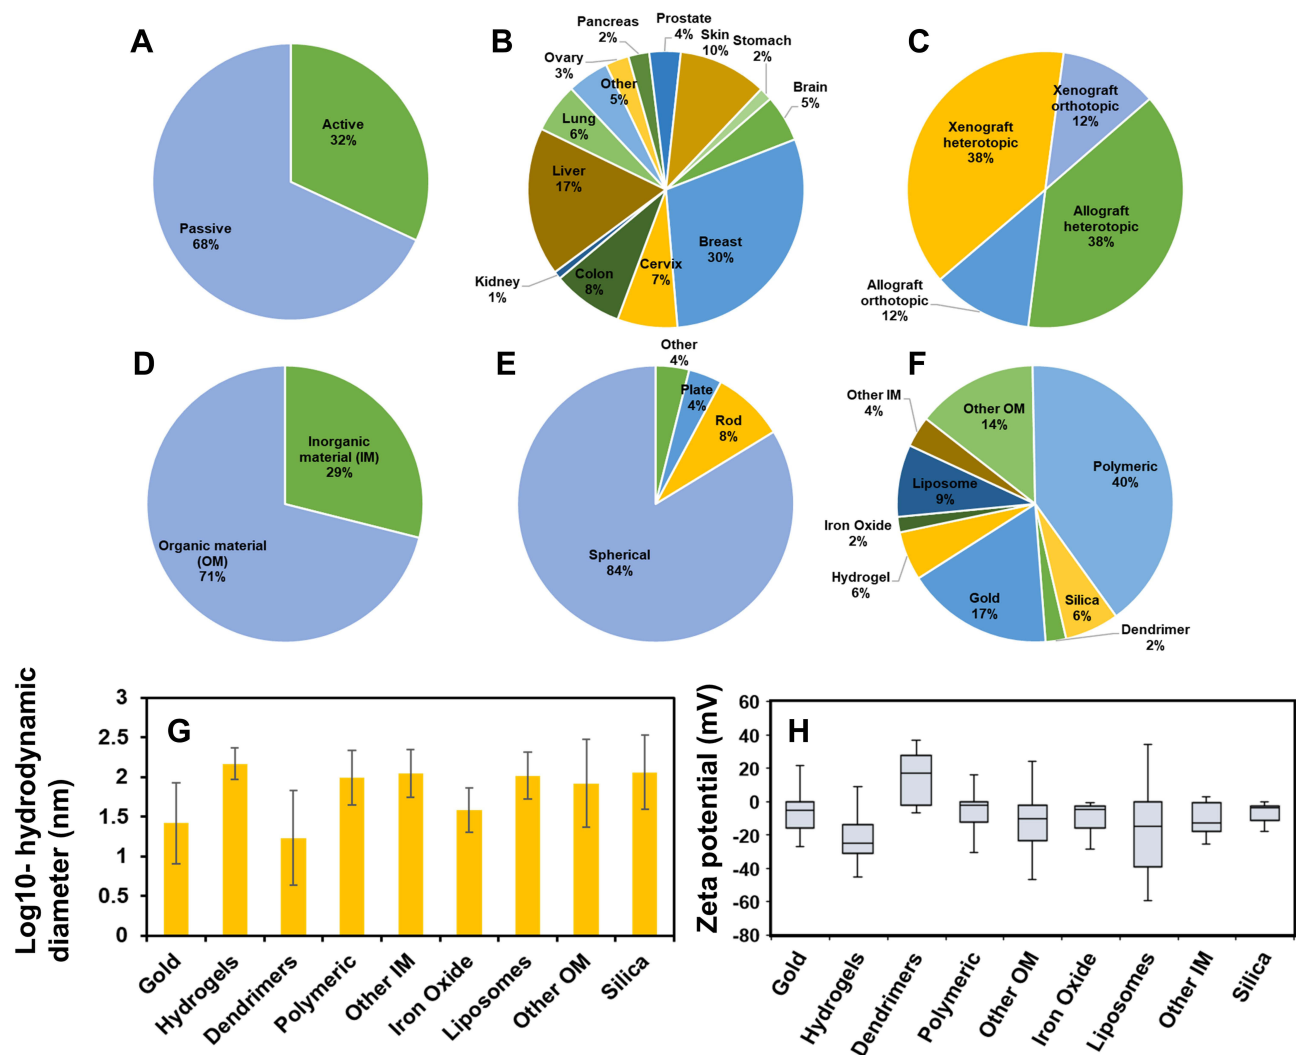 A
Active
32%
Passive
68%
B
Pancreas
2%
Prostate
4%
Skin
10%
Stomach
2%
Brain
5%
Ovary
3%
Other
5%
Lung
6%
Liver
17%
Breast
30%
Cervix
7%
Colon
8%
Kidney
1%
C
Xenograft
orthotopic
12%
Xenograft
heterotopic
38%
Allograft
heterotopic
38%
Allograft
orthotopic
12%
D
Inorganic
material (IM)
29%
Organic material
(OM)
71%
E
Other
4%
Plate
4%
Rod
8%
Spherical
84%
F
Other IM
4%
Other OM
14%
Polymeric
40%
Liposome
9%
Iron Oxide
2%
Hydrogel
6%
Gold
17%
Silica
6%
Dendrimer
2%
G
Log10- hydrodynamic
diameter (nm)
3
2.5
2
1.5
1
0.5
0
Gold
Hydrogels
Dendrimers
Polymeric
Other IM
Iron Oxide
Liposomes
Other OM
Silica
H
Zeta potential (mV)
60
40
20
0
-20
-40
-60
-80
Gold
Hydrogels
Dendrimers
Polymeric
Other OM
Iron Oxide
Liposomes
Other IM
Silica